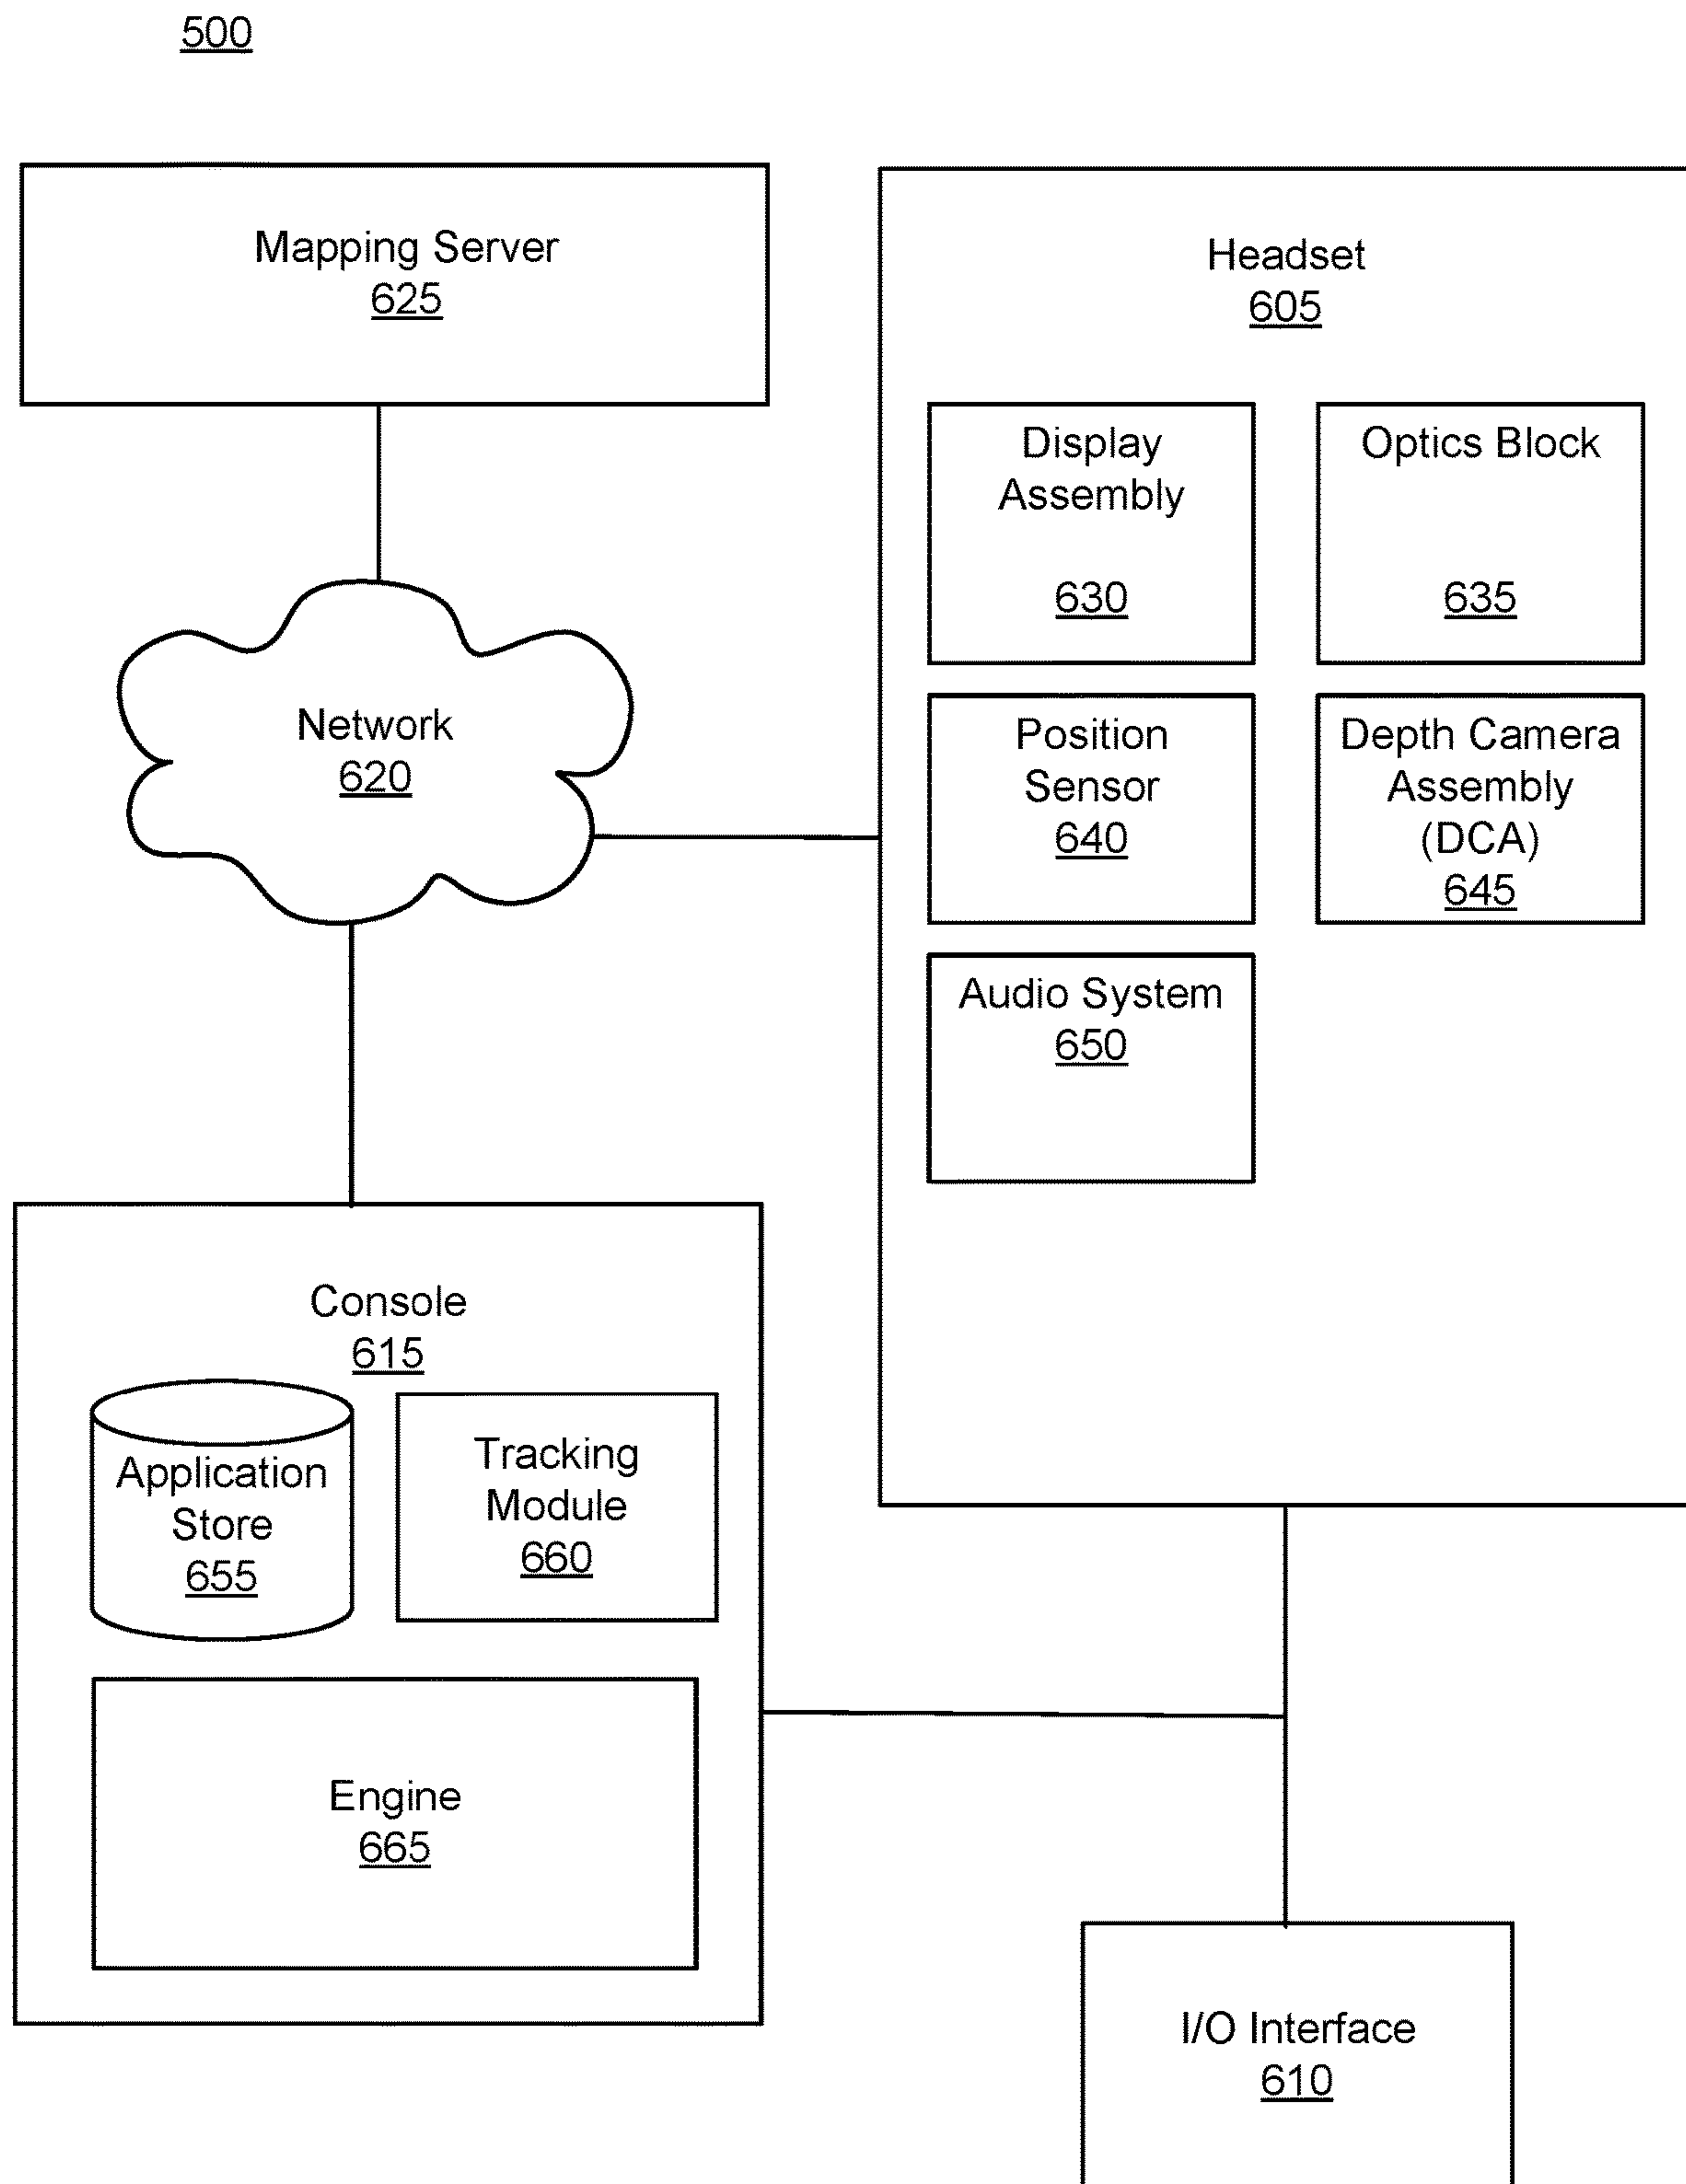 500
Mapping Server
625
Headset
605
Display
Assembly
630
Optics Block
635
Position
Sensor
640
Depth Camera
Assembly
(DCA)
645
Audio System
650
Network
620
Console
615
Application
Store
655
Tracking
Module
660
Engine
665
I/O Interface
610